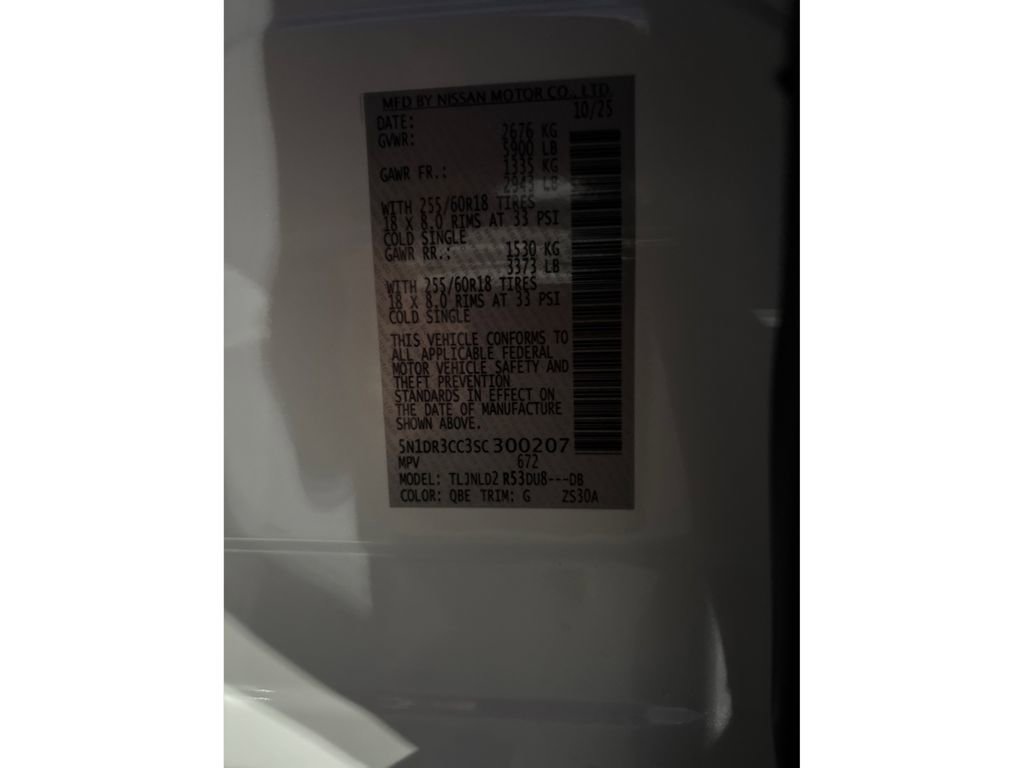 MFD BY NISSAN MOTOR CO., LTD.
DATE: 10/25
GVWR: 2676 KG
5900 LB
GAWR FR.: 1335 KG
2943 LB
WITH 255/60R18 TIRES
18 X 8.0 RIMS AT 33 PSI
COLD SINGLE
GAWR RR.: 1530 KG
3373 LB
WITH 255/60R18 TIRES
18 X 8.0 RIMS AT 33 PSI
COLD SINGLE
THIS VEHICLE CONFORMS TO
ALL APPLICABLE FEDERAL
MOTOR VEHICLE SAFETY AND
THEFT PREVENTION
STANDARDS IN EFFECT ON
THE DATE OF MANUFACTURE
SHOWN ABOVE.
5N1DR3CC3SC300207
MPV 672
MODEL: TLJNLD2 R53DU8---DB
COLOR: QBE TRIM: G ZS30A